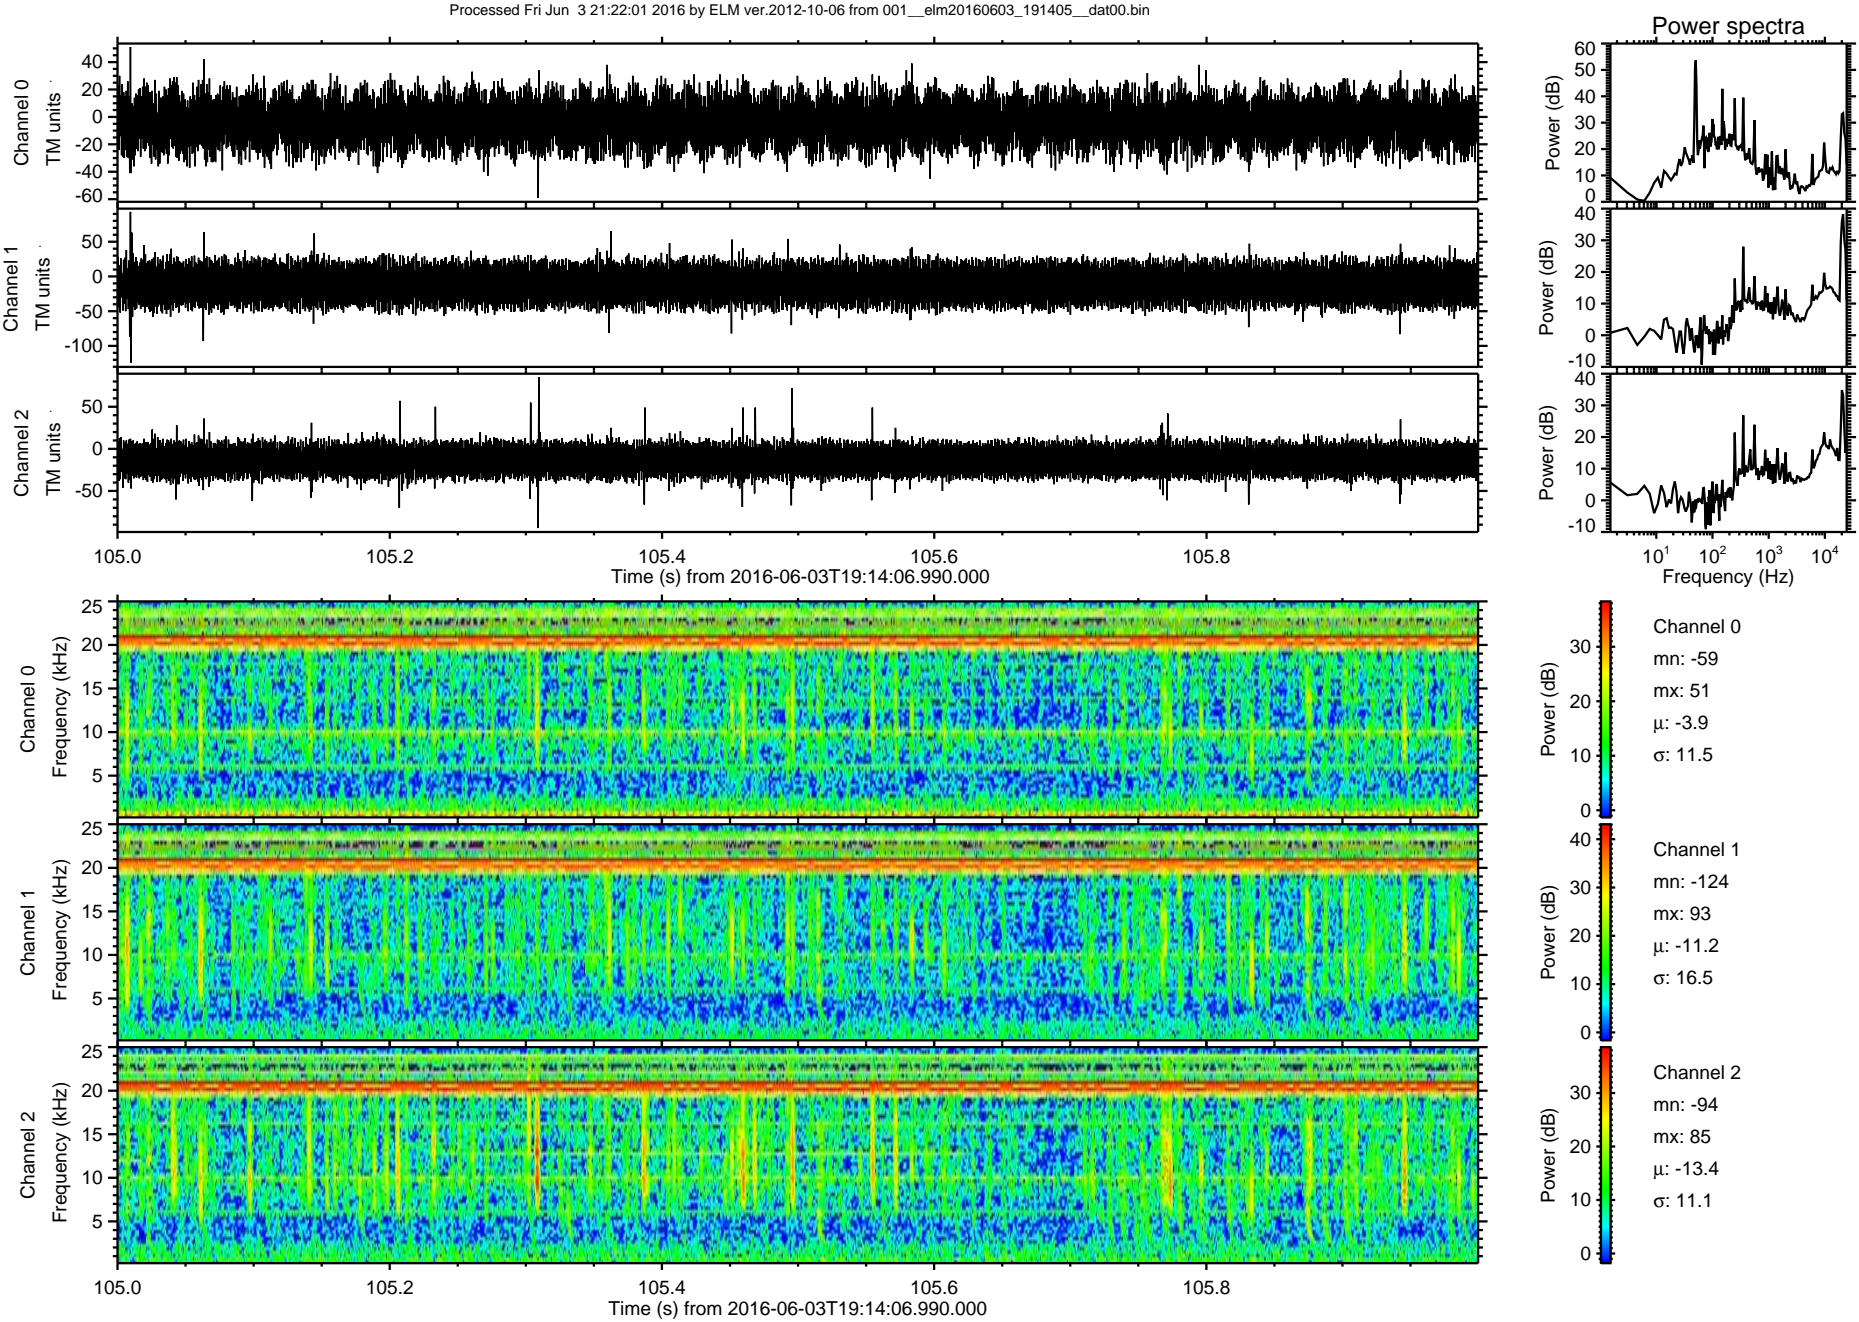 Processed Fri Jun  3 21:22:01 2016 by ELM ver.2012-10-06 from 001__elm20160603_191405__dat00.bin
Power spectra
Channel 0
TM units
40
20
0
-20
-40
-60
Power (dB)
60
50
40
30
20
10
0
Channel 1
TM units
50
0
-50
-100
Power (dB)
40
30
20
10
0
-10
Channel 2
TM units
50
0
-50
Power (dB)
40
30
20
10
0
-10
105.0 105.2 105.4 105.6 105.8
Time (s) from 2016-06-03T19:14:06.990.000
10¹ 10² 10³ 10⁴
Frequency (Hz)
Channel 0
Frequency (kHz)
25
20
15
10
5
Power (dB)
30
20
10
0
Channel 0
mn: -59
mx: 51
μ: -3.9
σ: 11.5
Channel 1
Frequency (kHz)
25
20
15
10
5
Power (dB)
40
30
20
10
0
Channel 1
mn: -124
mx: 93
μ: -11.2
σ: 16.5
Channel 2
Frequency (kHz)
25
20
15
10
5
Power (dB)
30
20
10
0
Channel 2
mn: -94
mx: 85
μ: -13.4
σ: 11.1
105.0 105.2 105.4 105.6 105.8
Time (s) from 2016-06-03T19:14:06.990.000